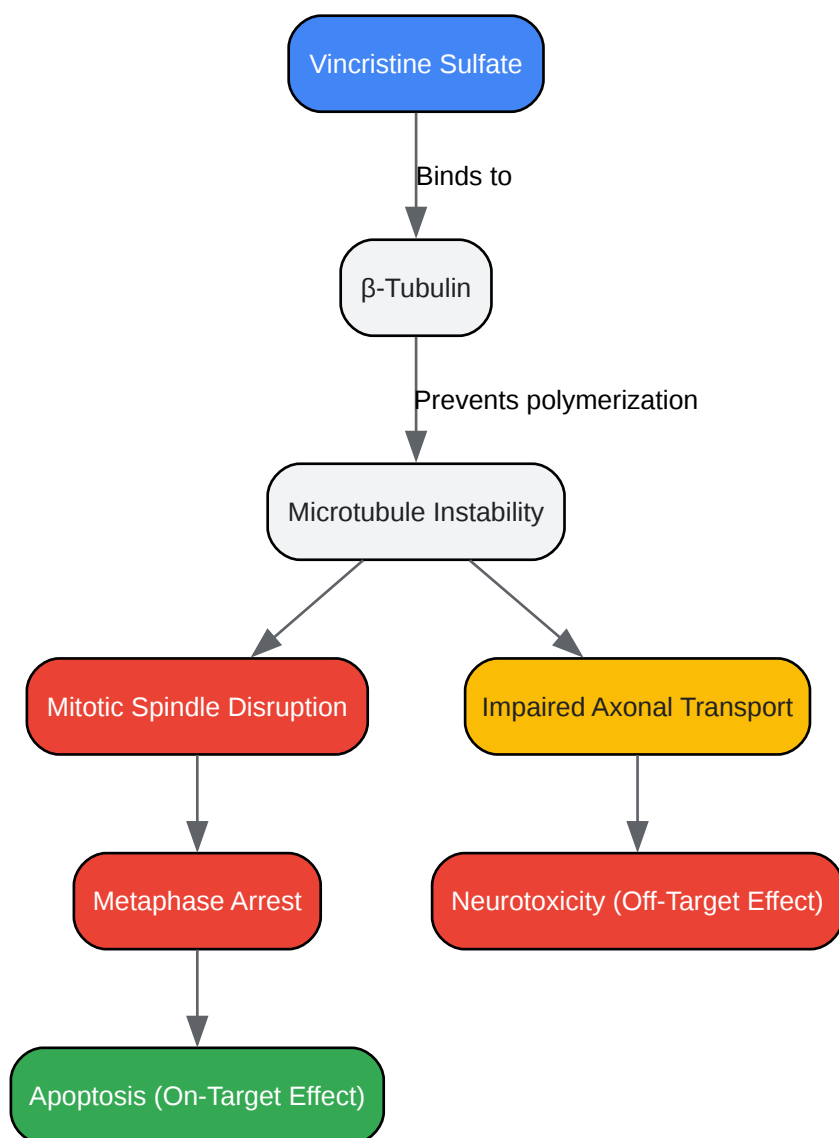 Vincristine Sulfate
Binds to
β-Tubulin
Prevents polymerization
Microtubule Instability
Mitotic Spindle Disruption
Impaired Axonal Transport
Metaphase Arrest
Neurotoxicity (Off-Target Effect)
Apoptosis (On-Target Effect)